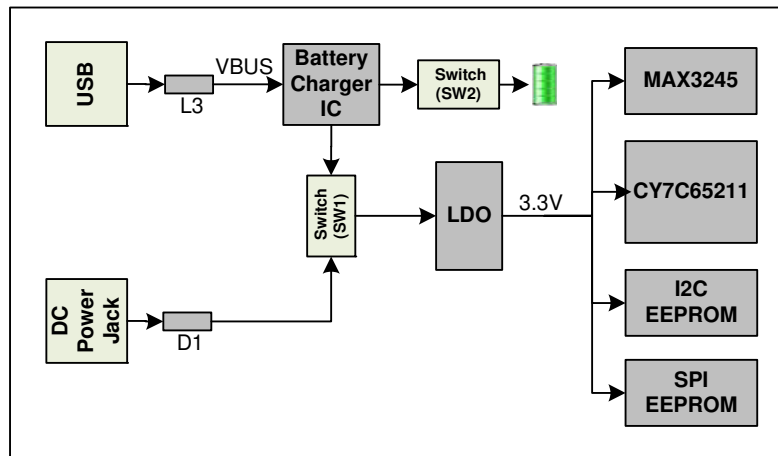 USB
L3
VBUS
Battery
Charger
IC
Switch
(SW2)
MAX3245
Switch
(SW1)
LDO
3.3V
CY7C65211
DC
Power
Jack
D1
I2C
EEPROM
SPI
EEPROM